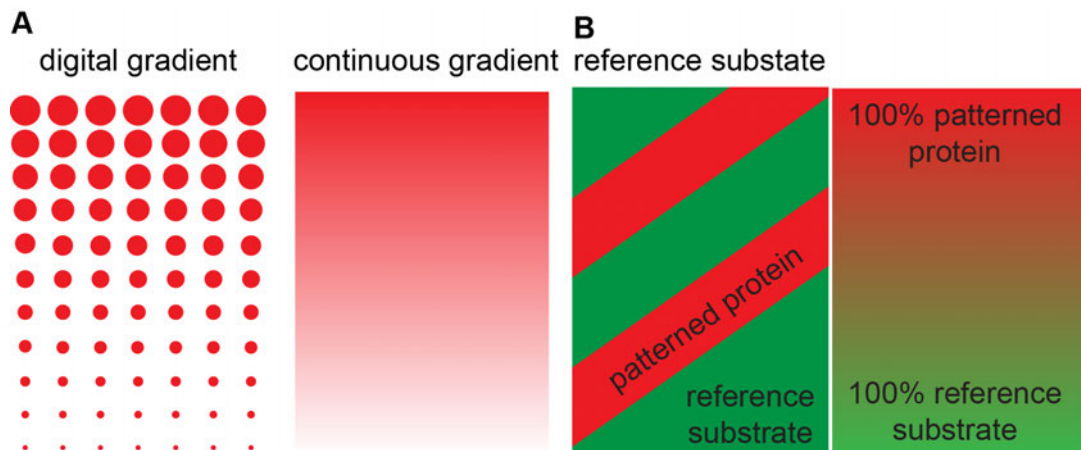 A
digital gradient
continuous gradient
B
reference substate
patterned protein
reference
substrate
100% patterned
protein
100% reference
substrate